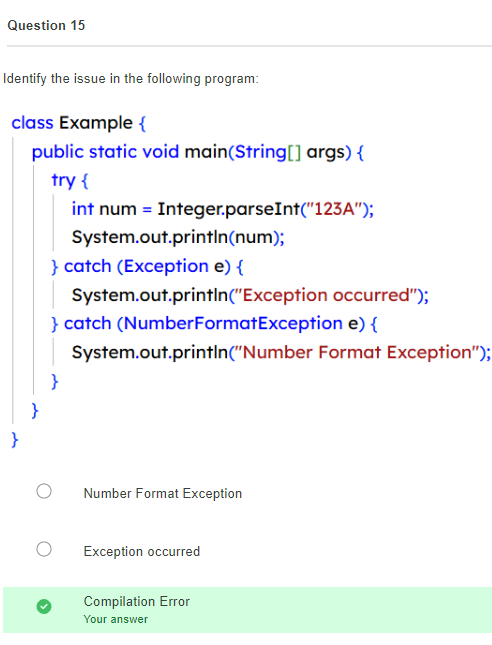 Question 15
Identify the issue in the following program:
class Example {
public static void main(String[] args) {
try {
int num = Integer.parseInt("123A");
System.out.println(num);
} catch (Exception e) {
System.out.println("Exception occurred");
} catch (NumberFormatException e) {
System.out.println("Number Format Exception");
}
}
}
Number Format Exception
Exception occurred
Compilation Error
Your answer